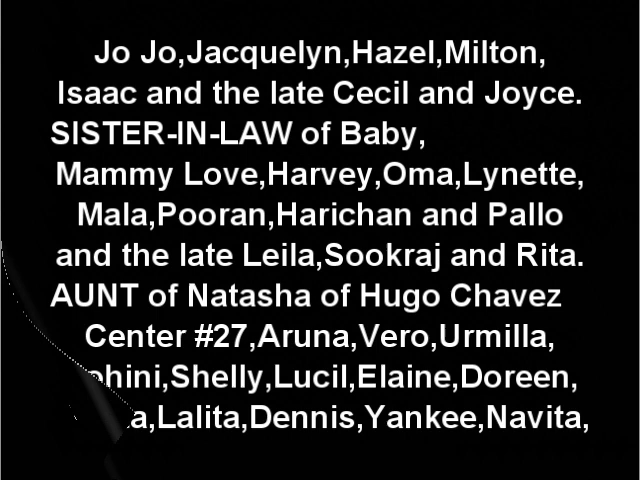 Jo Jo,Jacquelyn,Hazel,Milton,
Isaac and the late Cecil and Joyce.
SISTER-IN-LAW of Baby,
Mammy Love,Harvey,Oma,Lynette,
Mala,Pooran,Harichan and Pallo
and the late Leila,Sookraj and Rita.
AUNT of Natasha of Hugo Chavez
Center #27,Aruna,Vero,Urmilla,
Shelly,Lucil,Elaine,Doreen,
Lalita,Dennis,Yankee,Navita,